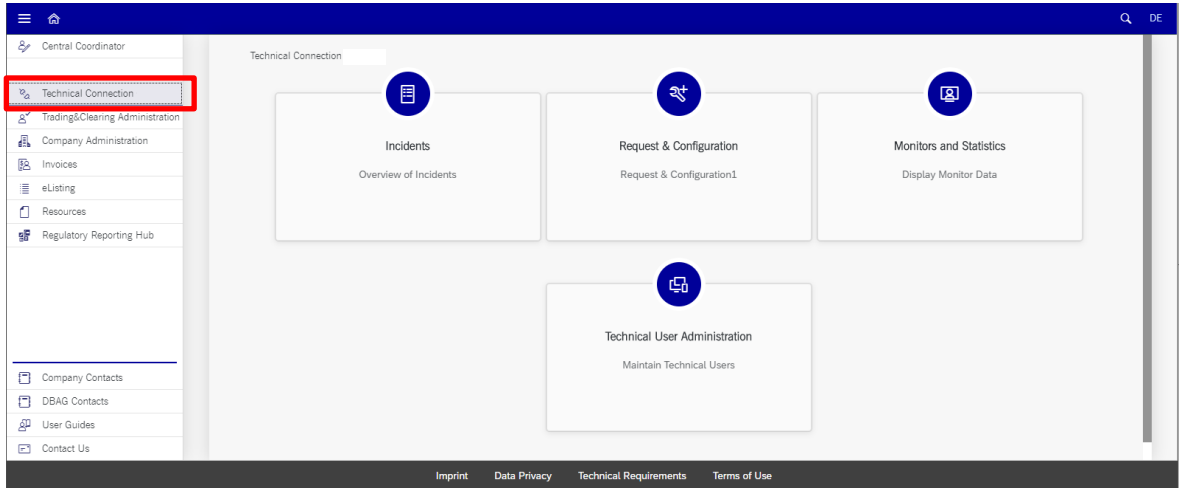 DE
Central Coordinator
Technical Connection
Trading&Clearing Administration
Company Administration
Invoices
eListing
Resources
Regulatory Reporting Hub
Company Contacts
DBAG Contacts
User Guides
Contact Us
Technical Connection
Incidents
Overview of Incidents
Request & Configuration
Request & Configuration1
Monitors and Statistics
Display Monitor Data
Technical User Administration
Maintain Technical Users
Imprint Data Privacy Technical Requirements Terms of Use